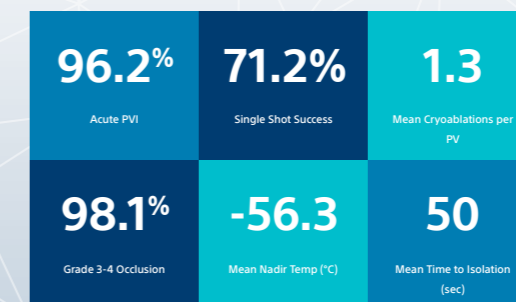 96.2% 71.2% 1.3
Acute PVI Single Shot Success Mean Cryoablations per
PV
98.1% -56.3 50
Grade 3-4 Occlusion Mean Nadir Temp (°C) Mean Time to Isolation
(sec)